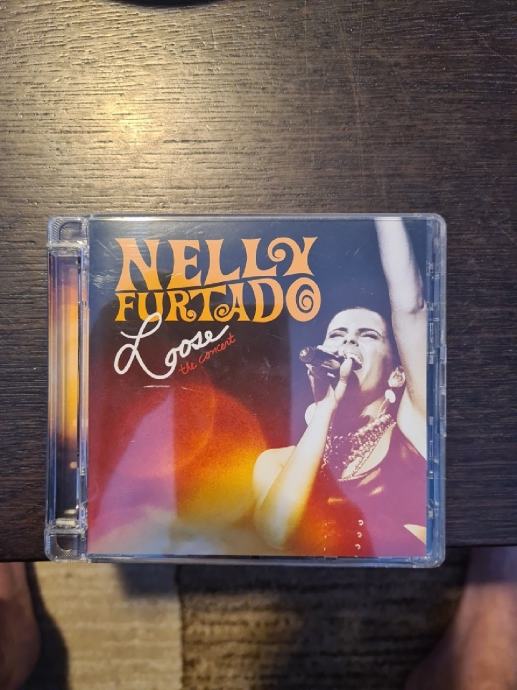 NELLY
FURTADO
Loose
the concert